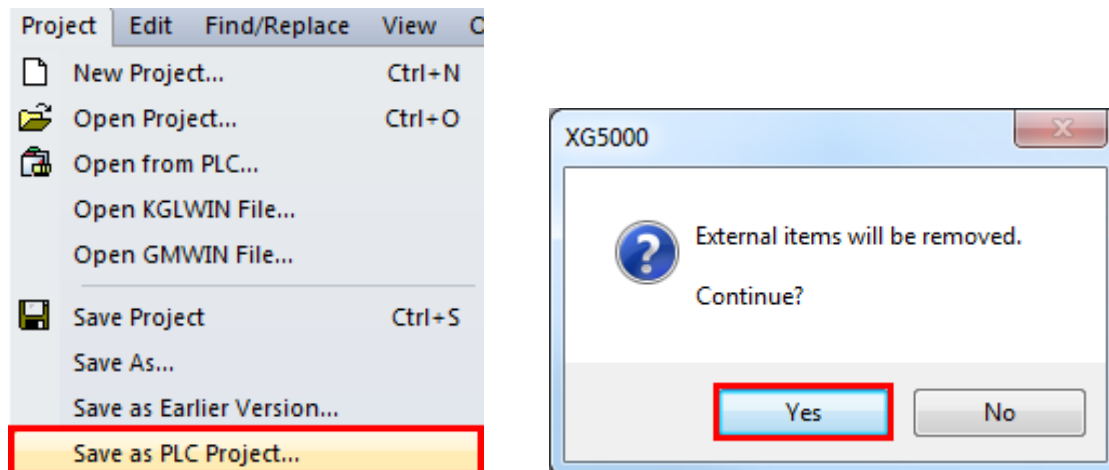 Project Edit Find/Replace View
New Project... Ctrl+N
Open Project... Ctrl+O
Open from PLC...
Open KGLWIN File...
Open GMWIN File...
Save Project Ctrl+S
Save As...
Save as Earlier Version...
Save as PLC Project...
XG5000
External items will be removed.
Continue?
Yes No